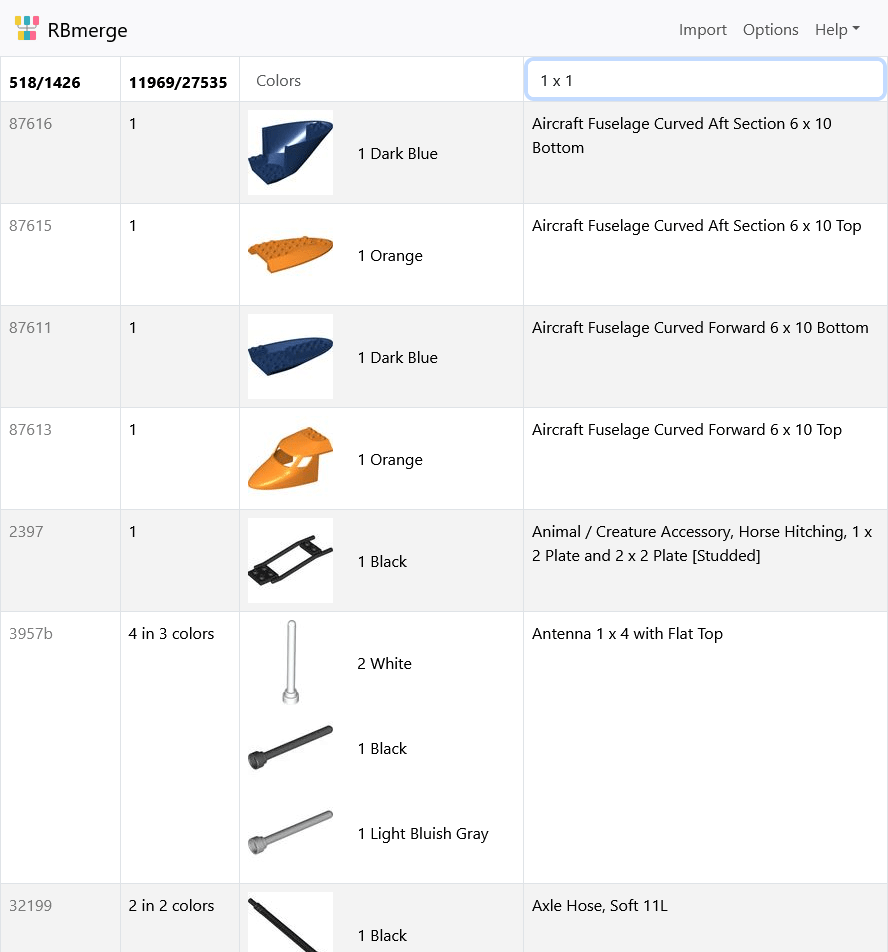 RBmerge
Import Options Help
518/1426 11969/27535 Colors 1 x 1
87616 1 1 Dark Blue Aircraft Fuselage Curved Aft Section 6 x 10
Bottom
87615 1 1 Orange Aircraft Fuselage Curved Aft Section 6 x 10 Top
87611 1 1 Dark Blue Aircraft Fuselage Curved Forward 6 x 10 Bottom
87613 1 1 Orange Aircraft Fuselage Curved Forward 6 x 10 Top
2397 1 1 Black Animal / Creature Accessory, Horse Hitching, 1 x
2 Plate and 2 x 2 Plate [Studded]
3957b 4 in 3 colors 2 White Antenna 1 x 4 with Flat Top
1 Black
1 Light Bluish Gray
32199 2 in 2 colors 1 Black Axle Hose, Soft 11L